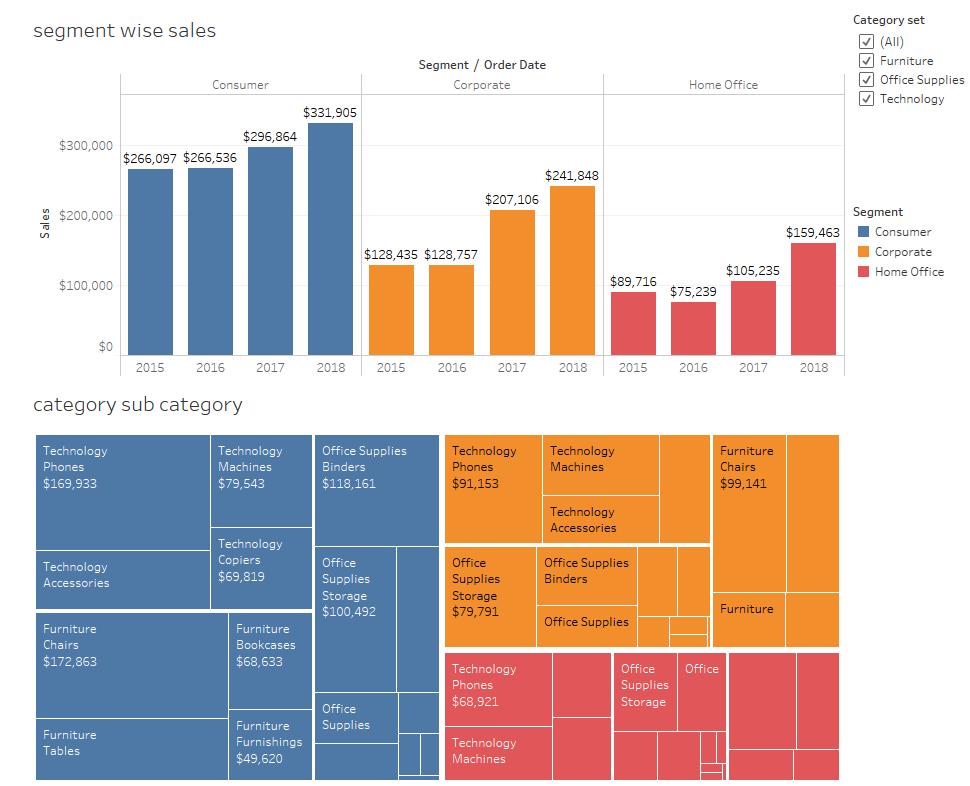 segment wise sales
Category set
(All)
Furniture
Office Supplies
Technology
Segment / Order Date
Consumer
Corporate
Home Office
$331,905
$296,864
$266,097
$266,536
$241,848
$207,106
$128,435
$128,757
$159,463
$105,235
$89,716
$75,239
Sales
$300,000
$200,000
$100,000
$0
2015
2016
2017
2018
2015
2016
2017
2018
2015
2016
2017
2018
Segment
Consumer
Corporate
Home Office
category sub category
Technology
Phones
$169,933
Technology
Accessories
Technology
Machines
$79,543
Technology
Copiers
$69,819
Furniture
Chairs
$172,863
Furniture
Tables
Furniture
Bookcases
$68,633
Furniture
Furnishings
$49,620
Office Supplies
Binders
$118,161
Office
Supplies
Storage
$100,492
Office
Supplies
Technology
Phones
$91,153
Technology
Machines
Technology
Accessories
Office
Supplies
Storage
$79,791
Office Supplies
Binders
Office Supplies
Furniture
Chairs
$99,141
Furniture
Technology
Phones
$68,921
Technology
Machines
Office
Supplies
Storage
Office